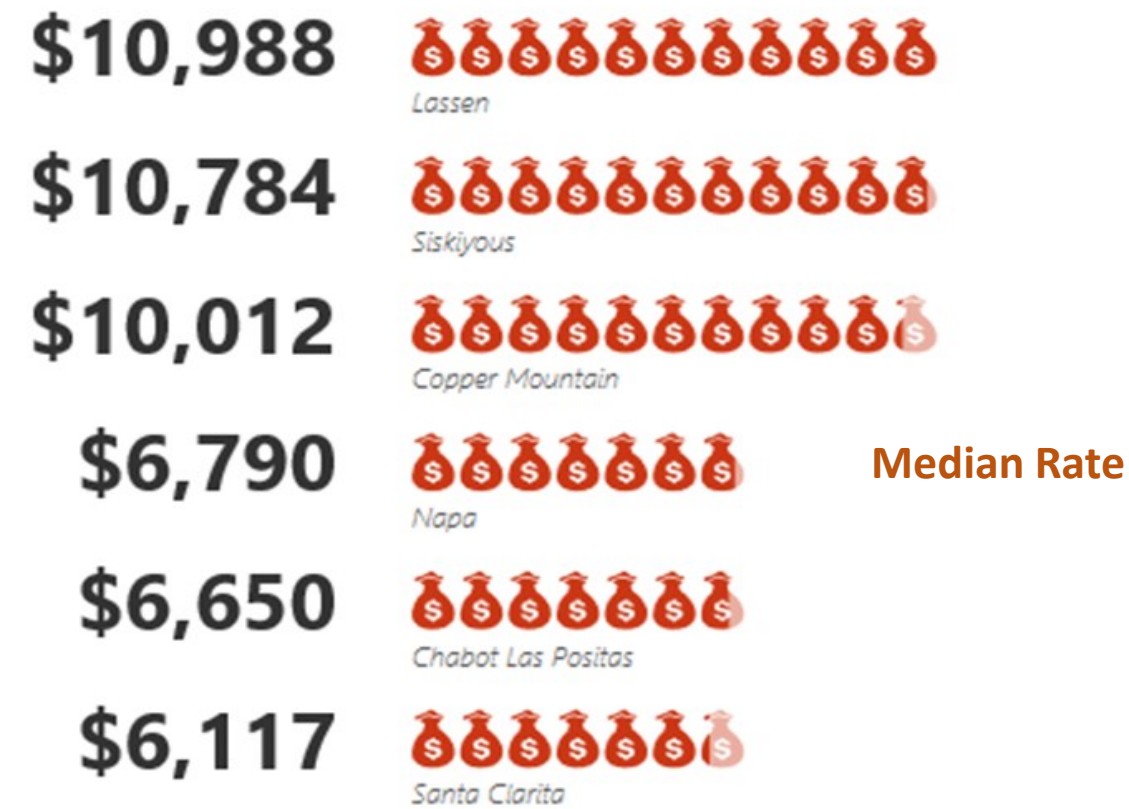 $10,988
Lassen
$10,784
Siskiyous
$10,012
Copper Mountain
$6,790
Median Rate
Napa
$6,650
Chabot Las Positas
$6,117
Santa Clarita